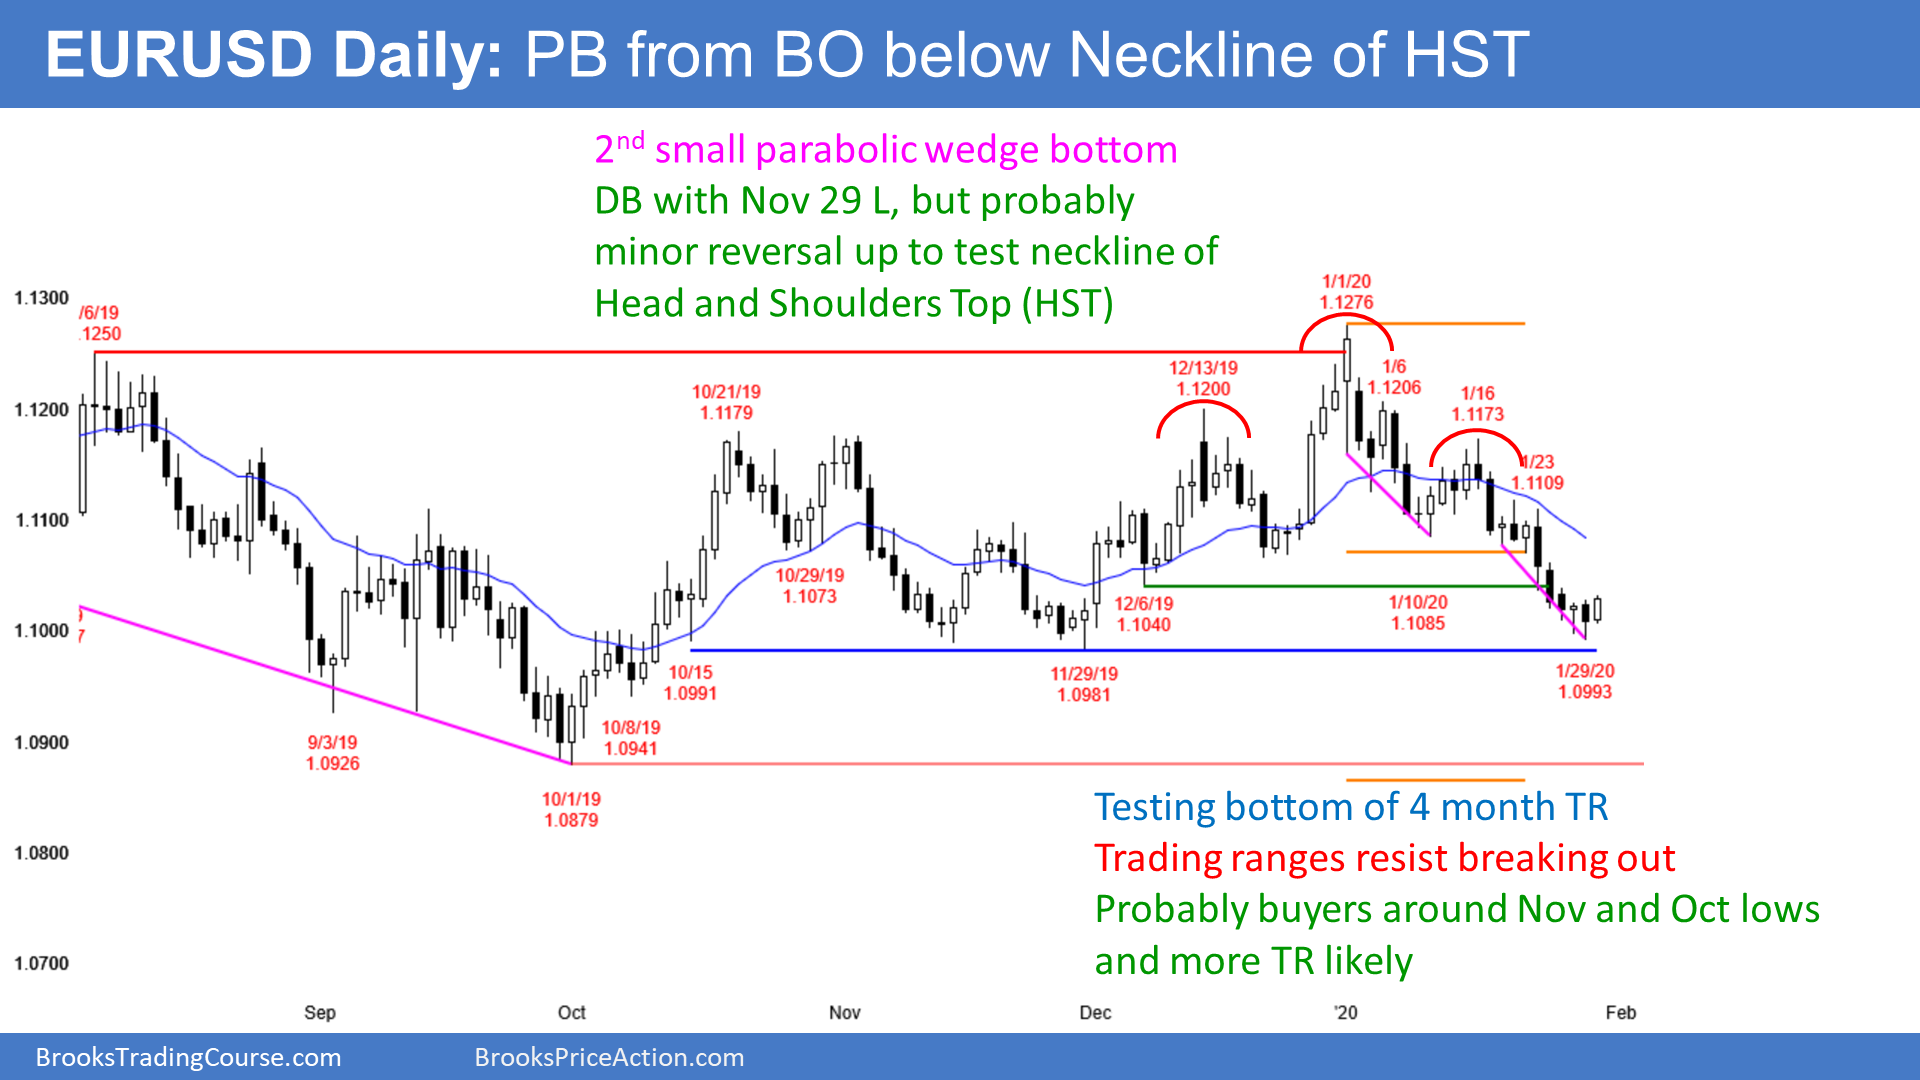 EURUSD Daily: PB from BO below Neckline of HST
2nd small parabolic wedge bottom
DB with Nov 29 L, but probably
minor reversal up to test neckline of
Head and Shoulders Top (HST)
1.1300
1.1200
1.1100
1.1000
1.0900
1.0800
1.0700
/6/19
.1250
7
9/3/19
1.0926
10/1/19
1.0879
10/8/19
1.0941
10/15
1.0991
10/21/19
1.1179
10/29/19
1.1073
11/29/19
1.0981
12/6/19
1.1040
12/13/19
1.1200
1/1/20
1.1276
1/6
1.1206
1/16
1.1173
1/23
1.1109
1/10/20
1.1085
1/29/20
1.0993
Testing bottom of 4 month TR
Trading ranges resist breaking out
Probably buyers around Nov and Oct lows
and more TR likely
Sep
Oct
Nov
Dec
'20
Feb
BrooksTradingCourse.com
BrooksPriceAction.com